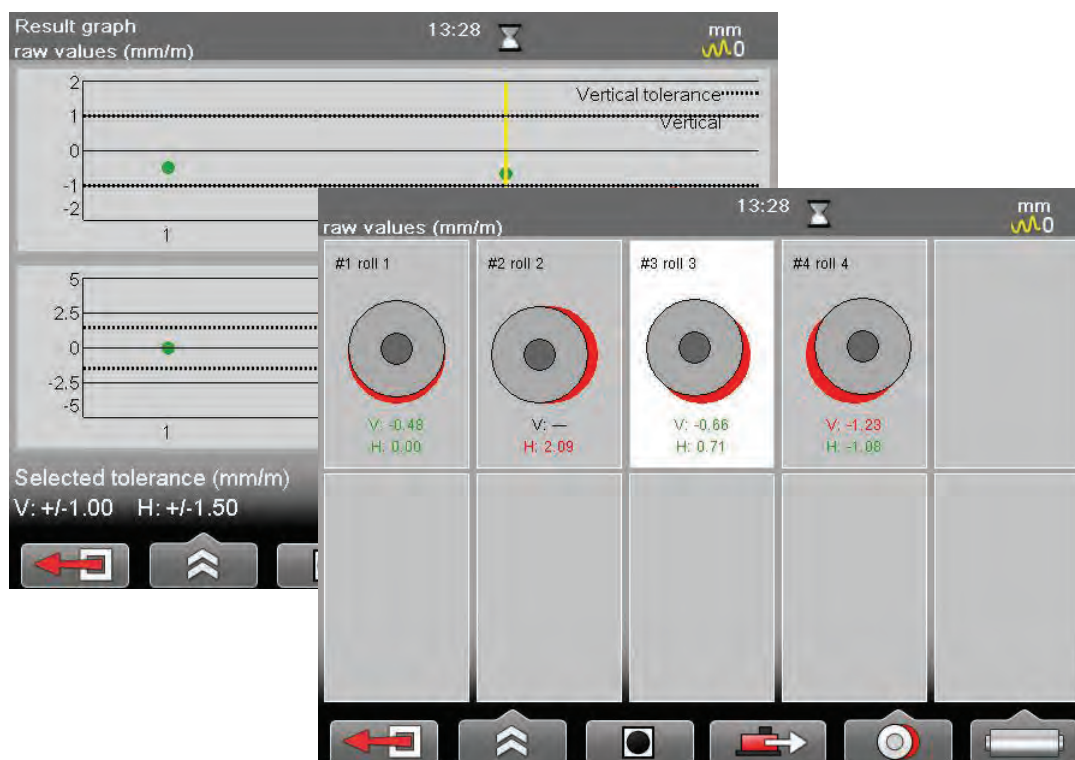 Result graph
raw values (mm/m)
13:28
mm
0
2
1
0
-1
-2
Vertical tolerance
Vertical
1
5
2.5
0
-2.5
-5
1
Selected tolerance (mm/m)
V: +/-1.00 H: +/-1.50
raw values (mm/m)
13:28
mm
0
#1 roll 1
#2 roll 2
#3 roll 3
#4 roll 4
V: -0.48
H: 0.00
V: —
H: 2.09
V: -0.66
H: 0.71
V: -1.23
H: -1.08